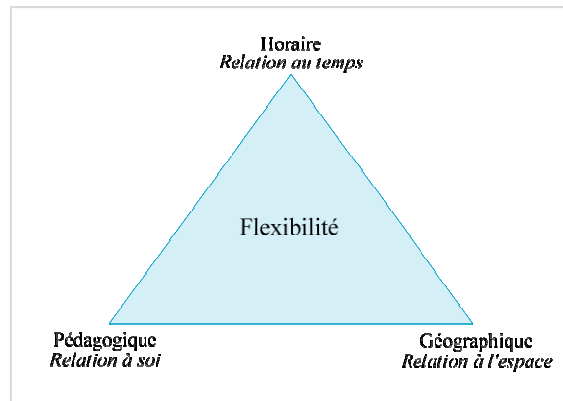 Horaire
Relation au temps
Flexibilité
Pédagogique
Relation à soi
Géographique
Relation à l'espace